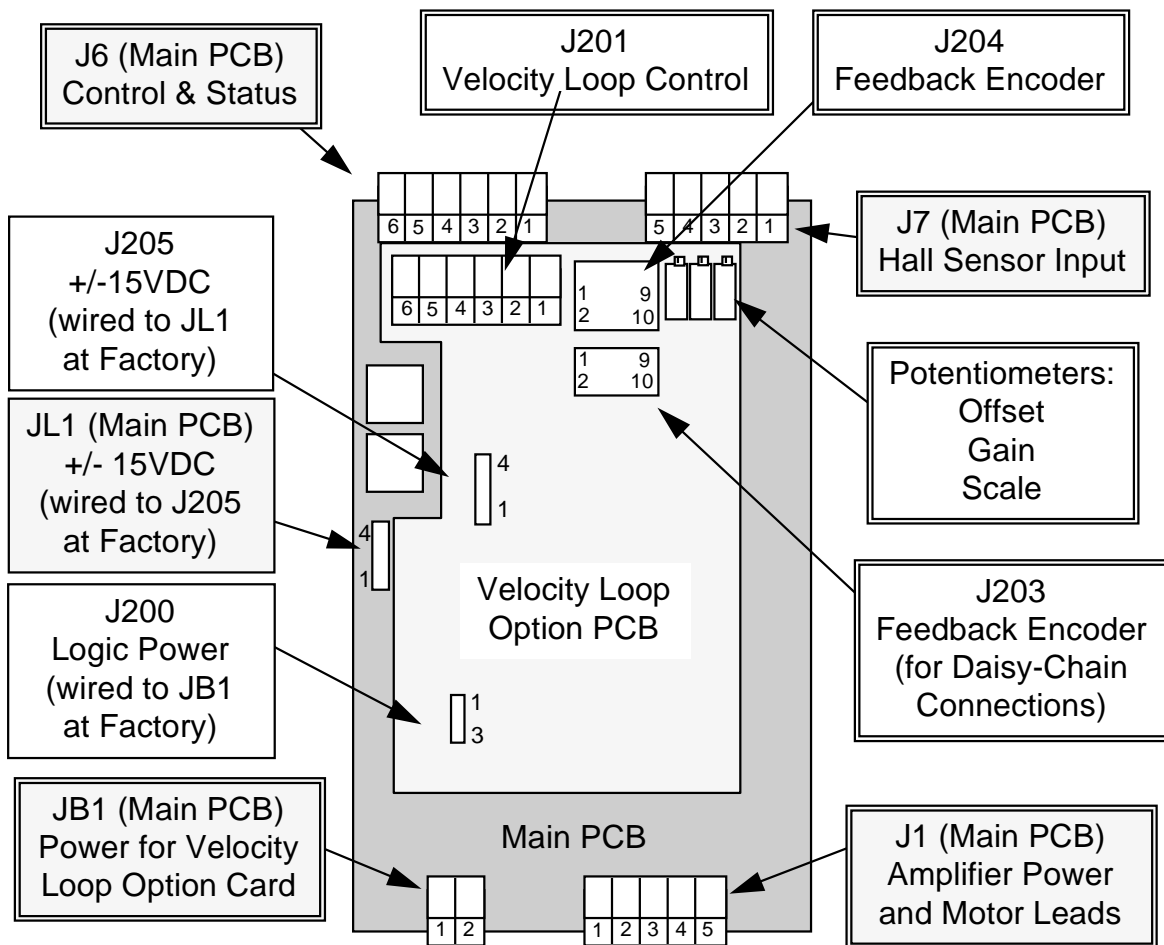 J6 (Main PCB)
Control & Status
J201
Velocity Loop Control
J204
Feedback Encoder
6 5 4 3 2 1
5 4 3 2 1
J7 (Main PCB)
Hall Sensor Input
J205
+/-15VDC
(wired to JL1
at Factory)
6 5 4 3 2 1
1 9
2 10
1 9
2 10
Potentiometers:
Offset
Gain
Scale
JL1 (Main PCB)
+/- 15VDC
(wired to J205
at Factory)
4
1
4
1
Velocity Loop
Option PCB
J200
Logic Power
(wired to JB1
at Factory)
1
3
J203
Feedback Encoder
(for Daisy-Chain
Connections)
JB1 (Main PCB)
Power for Velocity
Loop Option Card
Main PCB
J1 (Main PCB)
Amplifier Power
and Motor Leads
1 2
1 2 3 4 5